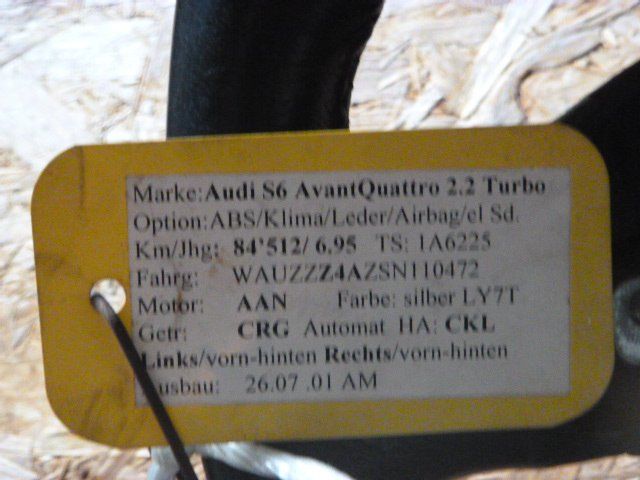 Marke:Audi S6 AvantQuattro 2.2 Turbo
Option:ABS/Klima/Leder/Airbag/el Sd.
Km/Jhg: 84'512/ 6.95 TS: 1A6225
Fahrg: WAUZZZ4AZSN110472
Motor: AAN Farbe: silber LY7T
Getr: CRG Automat HA: CKL
Links/vorn-hinten Rechts/vorn-hinten
Ausbau: 26.07 .01 AM